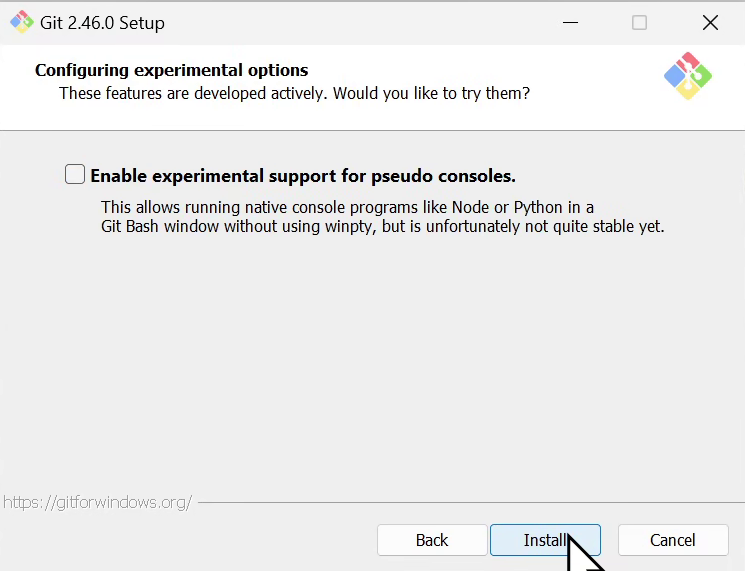 Git 2.46.0 Setup
Configuring experimental options
These features are developed actively. Would you like to try them?
Enable experimental support for pseudo consoles.
This allows running native console programs like Node or Python in a
Git Bash window without using winpty, but is unfortunately not quite stable yet.
https://gitforwindows.org/
Back
Install
Cancel